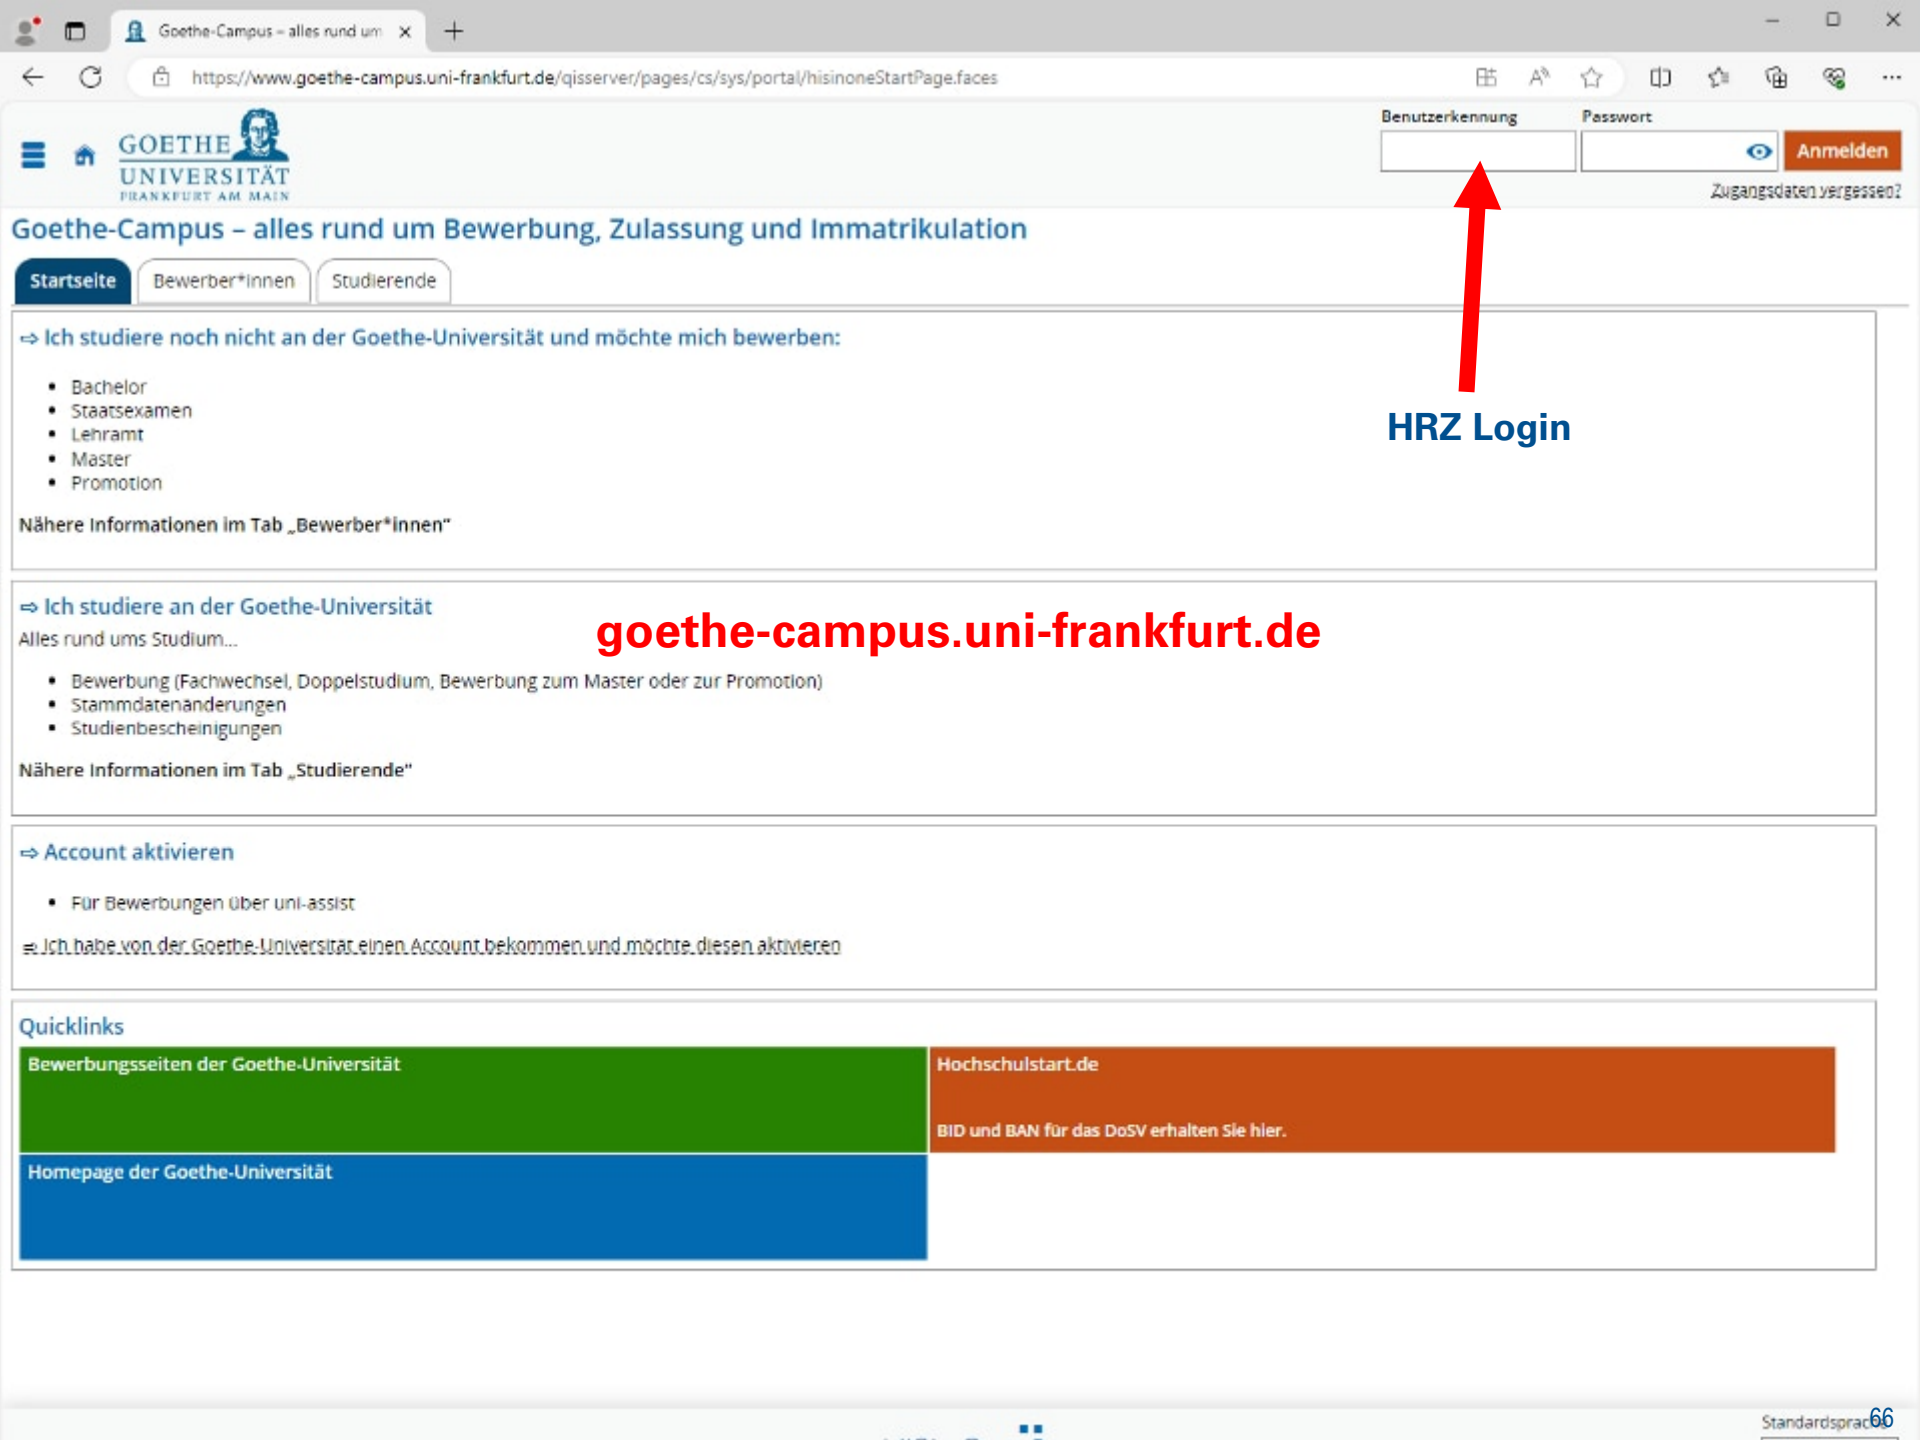 Goethe-Campus – alles rund um
https://www.goethe-campus.uni-frankfurt.de/qisserver/pages/cs/sys/portal/hisinoneStartPage.faces
GOETHE
UNIVERSITÄT
FRANKFURT AM MAIN
Benutzerkennung
Passwort
Anmelden
Zugangsdaten vergessen?
Goethe-Campus – alles rund um Bewerbung, Zulassung und Immatrikulation
Startseite
Bewerber*innen
Studierende
⇨ Ich studiere noch nicht an der Goethe-Universität und möchte mich bewerben:
• Bachelor
• Staatsexamen
• Lehramt
• Master
• Promotion
HRZ Login
Nähere Informationen im Tab „Bewerber*innen“
⇨ Ich studiere an der Goethe-Universität
Alles rund ums Studium...
goethe-campus.uni-frankfurt.de
• Bewerbung (Fachwechsel, Doppelstudium, Bewerbung zum Master oder zur Promotion)
• Stammdatenänderungen
• Studienbescheinigungen
Nähere Informationen im Tab „Studierende“
⇨ Account aktivieren
• Für Bewerbungen über uni-assist
⇨ Ich habe von der Goethe-Universität einen Account bekommen und möchte diesen aktivieren
Quicklinks
Bewerbungsseiten der Goethe-Universität
Hochschulstart.de
BID und BAN für das DoSV erhalten Sie hier.
Homepage der Goethe-Universität
Standardsprache
66